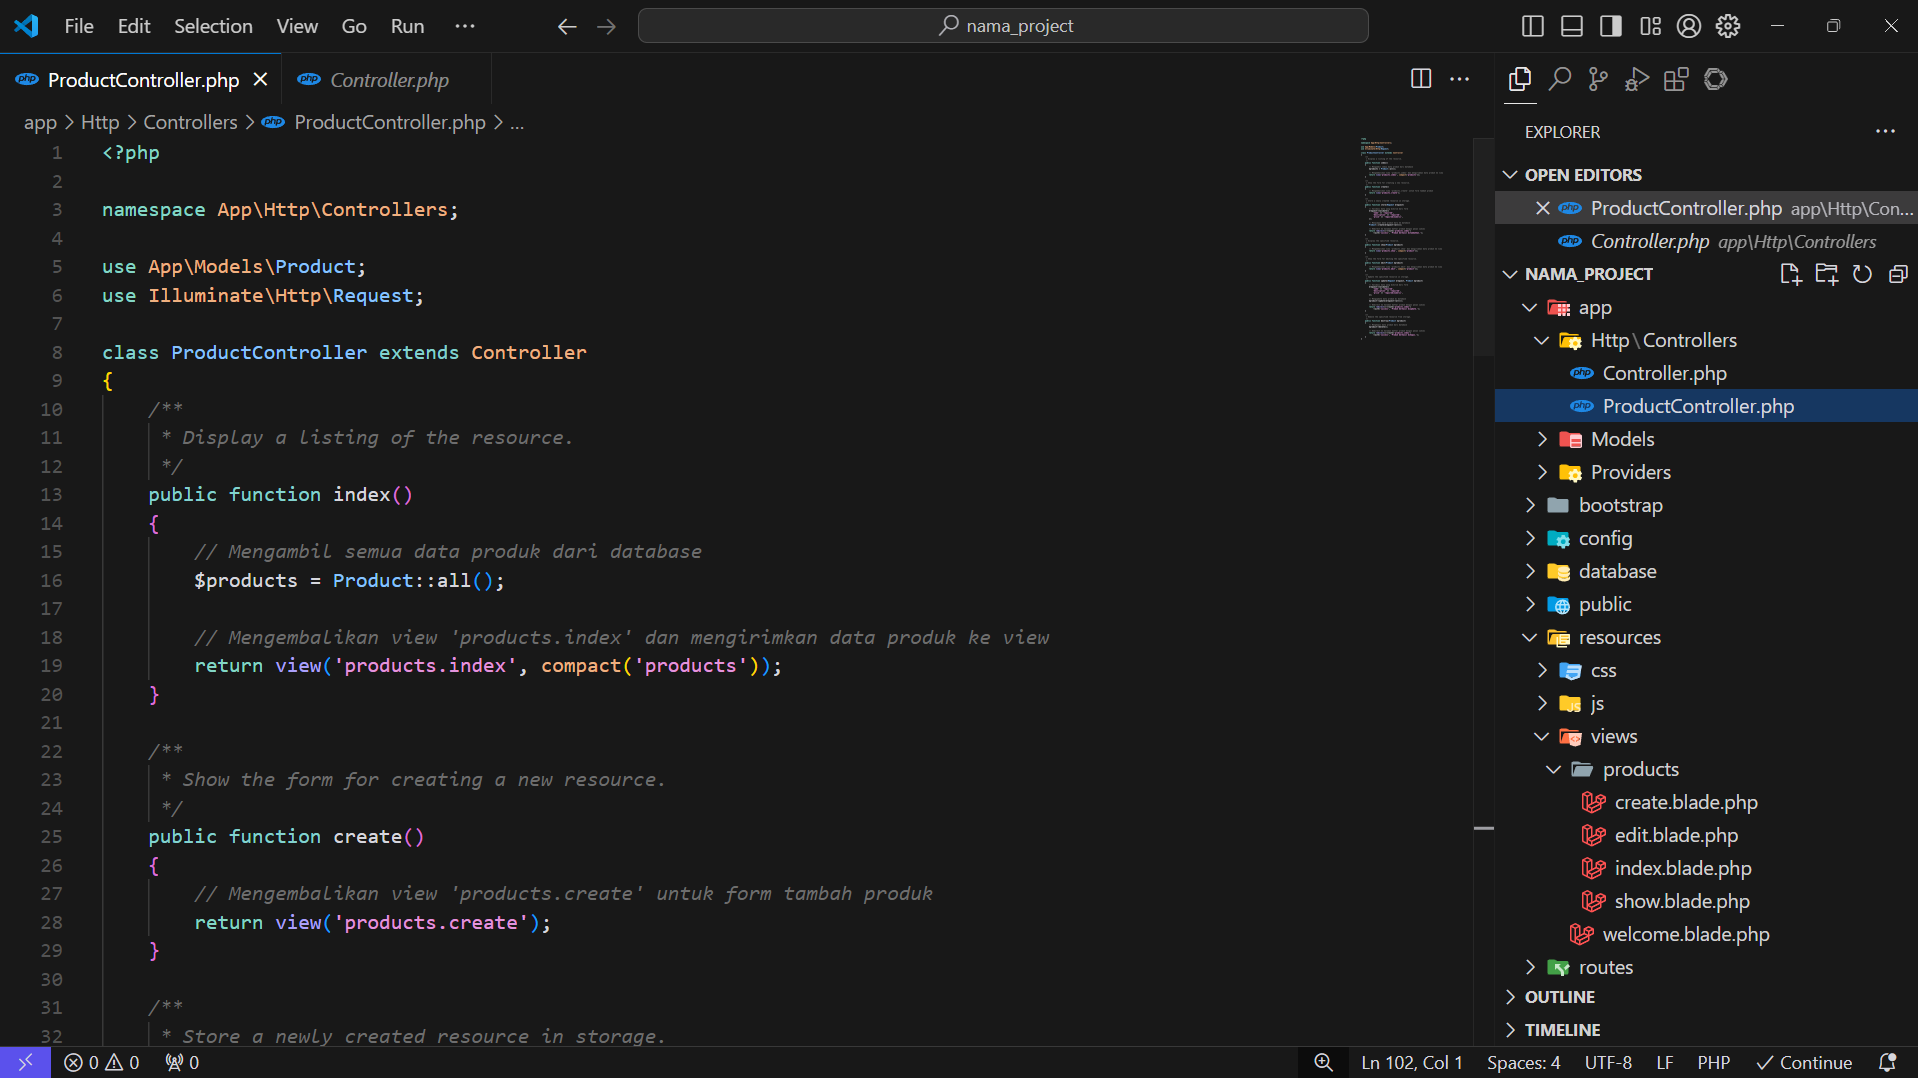 File Edit Selection View Go Run
nama_project
ProductController.php
Controller.php
app > Http > Controllers > php ProductController.php > ...
1 <?php
2
3 namespace App\Http\Controllers;
4
5 use App\Models\Product;
6 use Illuminate\Http\Request;
7
8 class ProductController extends Controller
9 {
10 /**
11 * Display a listing of the resource.
12 */
13 public function index()
14 {
15 // Mengambil semua data produk dari database
16 $products = Product::all();
17
18 // Mengembalikan view 'products.index' dan mengirimkan data produk ke view
19 return view('products.index', compact('products'));
20 }
21
22 /**
23 * Show the form for creating a new resource.
24 */
25 public function create()
26 {
27 // Mengembalikan view 'products.create' untuk form tambah produk
28 return view('products.create');
29 }
30
31 /**
32 * Store a newly created resource in storage.
EXPLORER
OPEN EDITORS
php ProductController.php app\Http\Con...
php Controller.php app\Http\Controllers
NAMA_PROJECT
app
Http\Controllers
php Controller.php
php ProductController.php
Models
Providers
bootstrap
config
database
public
resources
css
js
views
products
create.blade.php
edit.blade.php
index.blade.php
show.blade.php
welcome.blade.php
routes
OUTLINE
TIMELINE
0 0 0
Ln 102, Col 1 Spaces: 4 UTF-8 LF PHP Continue